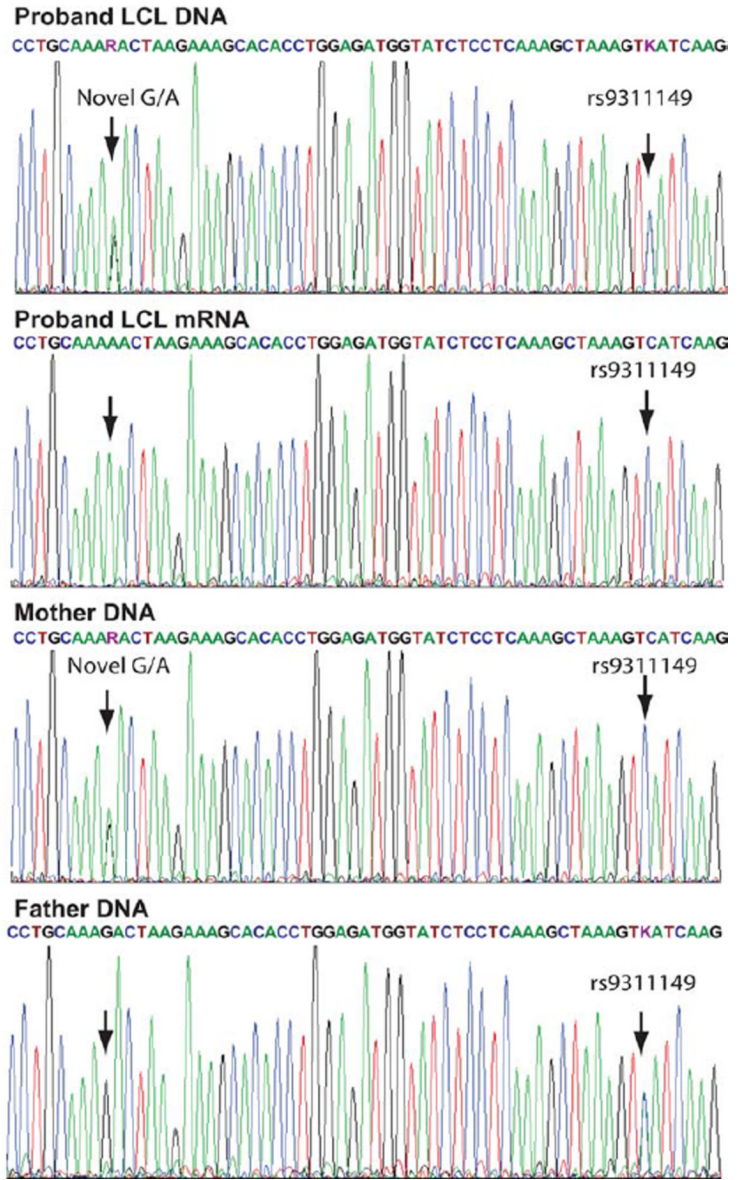 Proband LCL DNA
CCTGCAAARACTAAGAAAGCACACCTGGAGATGGTATCTCCTCAAAGCTAAAGTKATCAAG
Novel G/A
rs9311149
Proband LCL mRNA
CCTGCAAAAACTAAGAAAGCACACCTGGAGATGGTATCTCCTCAAAGCTAAAGTCATCAAG
rs9311149
Mother DNA
CCTGCAAARACTAAGAAAGCACACCTGGAGATGGTATCTCCTCAAAGCTAAAGTCATCAAG
Novel G/A
rs9311149
Father DNA
CCTGCAAAGACTAAGAAAGCACACCTGGAGATGGTATCTCCTCAAAGCTAAAGTKATCAAG
rs9311149